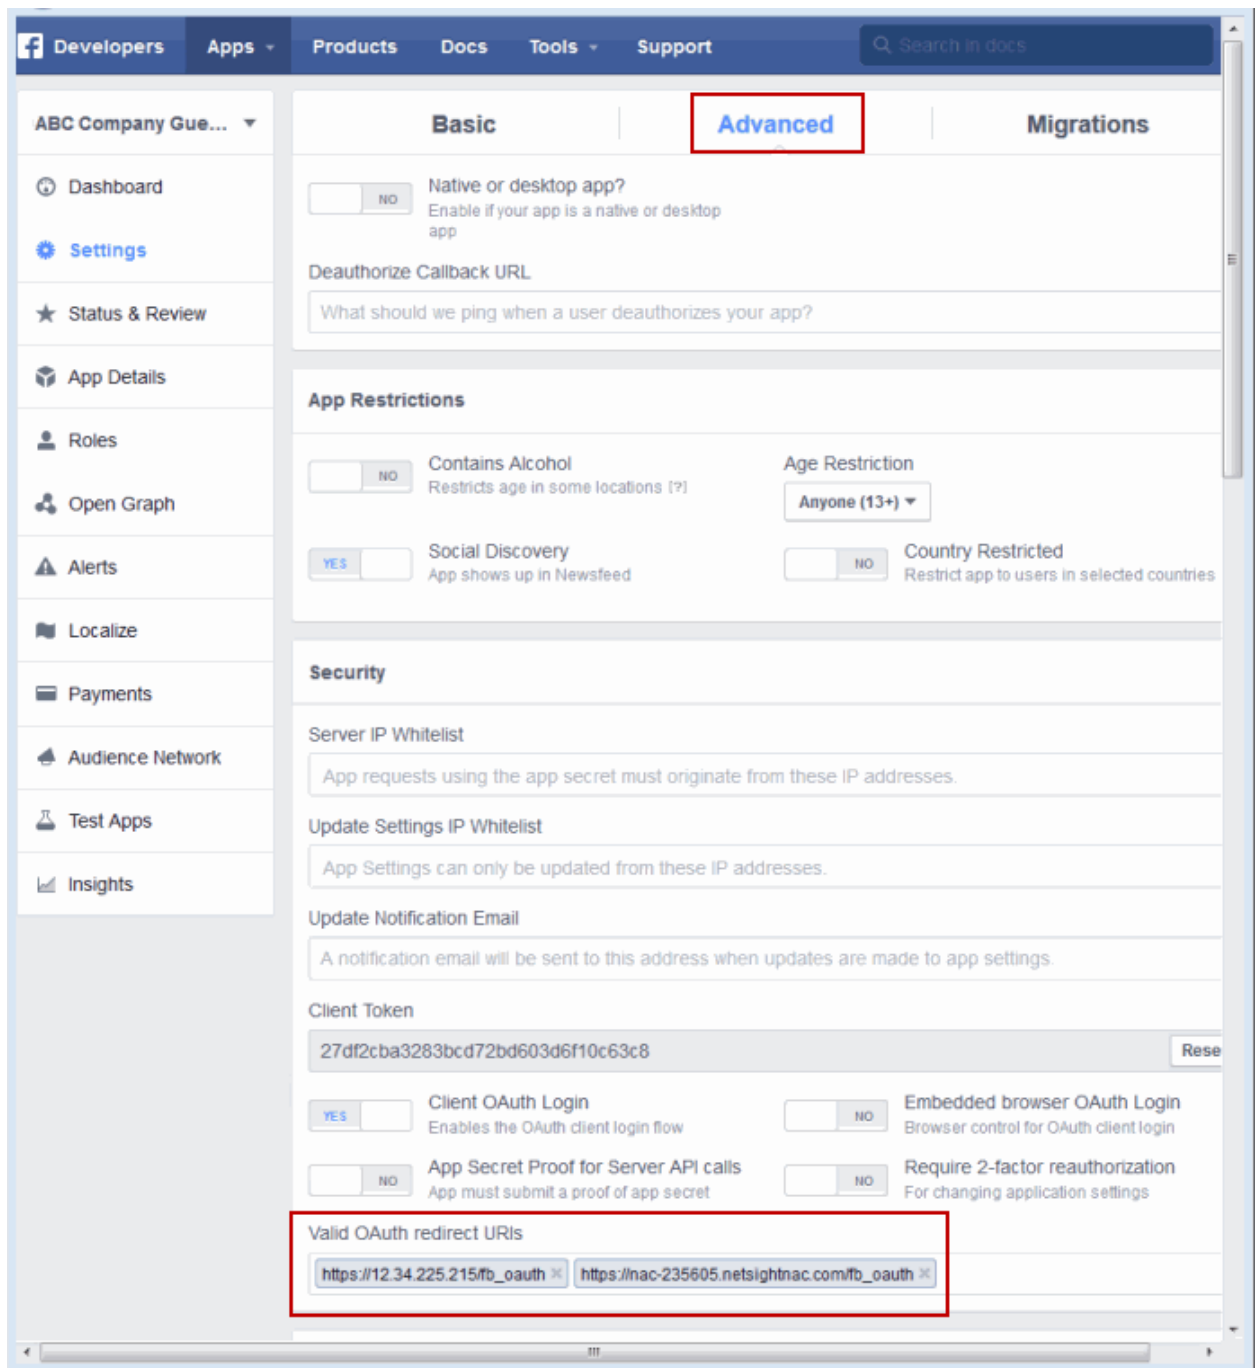 Developers Apps Products Docs Tools Support Search in docs
ABC Company Gue...
Dashboard
Settings
Status & Review
App Details
Roles
Open Graph
Alerts
Localize
Payments
Audience Network
Test Apps
Insights
Basic Advanced Migrations
NO Native or desktop app?
Enable if your app is a native or desktop
app
Deauthorize Callback URL
What should we ping when a user deauthorizes your app?
App Restrictions
NO Contains Alcohol
Restricts age in some locations [?]
Age Restriction
Anyone (13+)
YES Social Discovery
App shows up in Newsfeed
NO Country Restricted
Restrict app to users in selected countries
Security
Server IP Whitelist
App requests using the app secret must originate from these IP addresses.
Update Settings IP Whitelist
App Settings can only be updated from these IP addresses.
Update Notification Email
A notification email will be sent to this address when updates are made to app settings.
Client Token
27df2cba3283bcd72bd603d6f10c63c8 Rese
YES Client OAuth Login
Enables the OAuth client login flow
NO Embedded browser OAuth Login
Browser control for OAuth client login
NO App Secret Proof for Server API calls
App must submit a proof of app secret
NO Require 2-factor reauthorization
For changing application settings
Valid OAuth redirect URIs
https://12.34.225.215/fb_oauth × https://nac-235605.netsightnac.com/fb_oauth ×